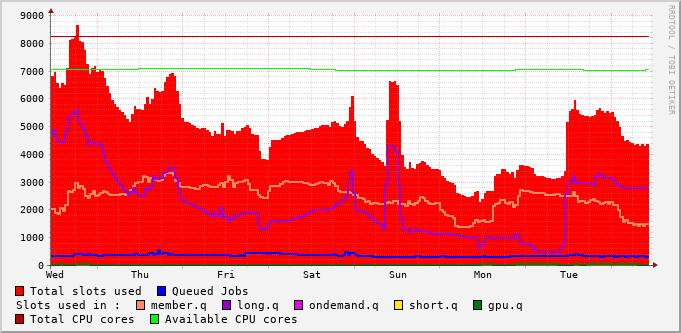 9000
8000
7000
6000
5000
4000
3000
2000
1000
0
Wed Thu Fri Sat Sun Mon Tue
Total slots used Queued Jobs
Slots used in : member.q long.q ondemand.q short.q gpu.q
Total CPU cores Available CPU cores
RRDTOOL / TOBI OETIKER